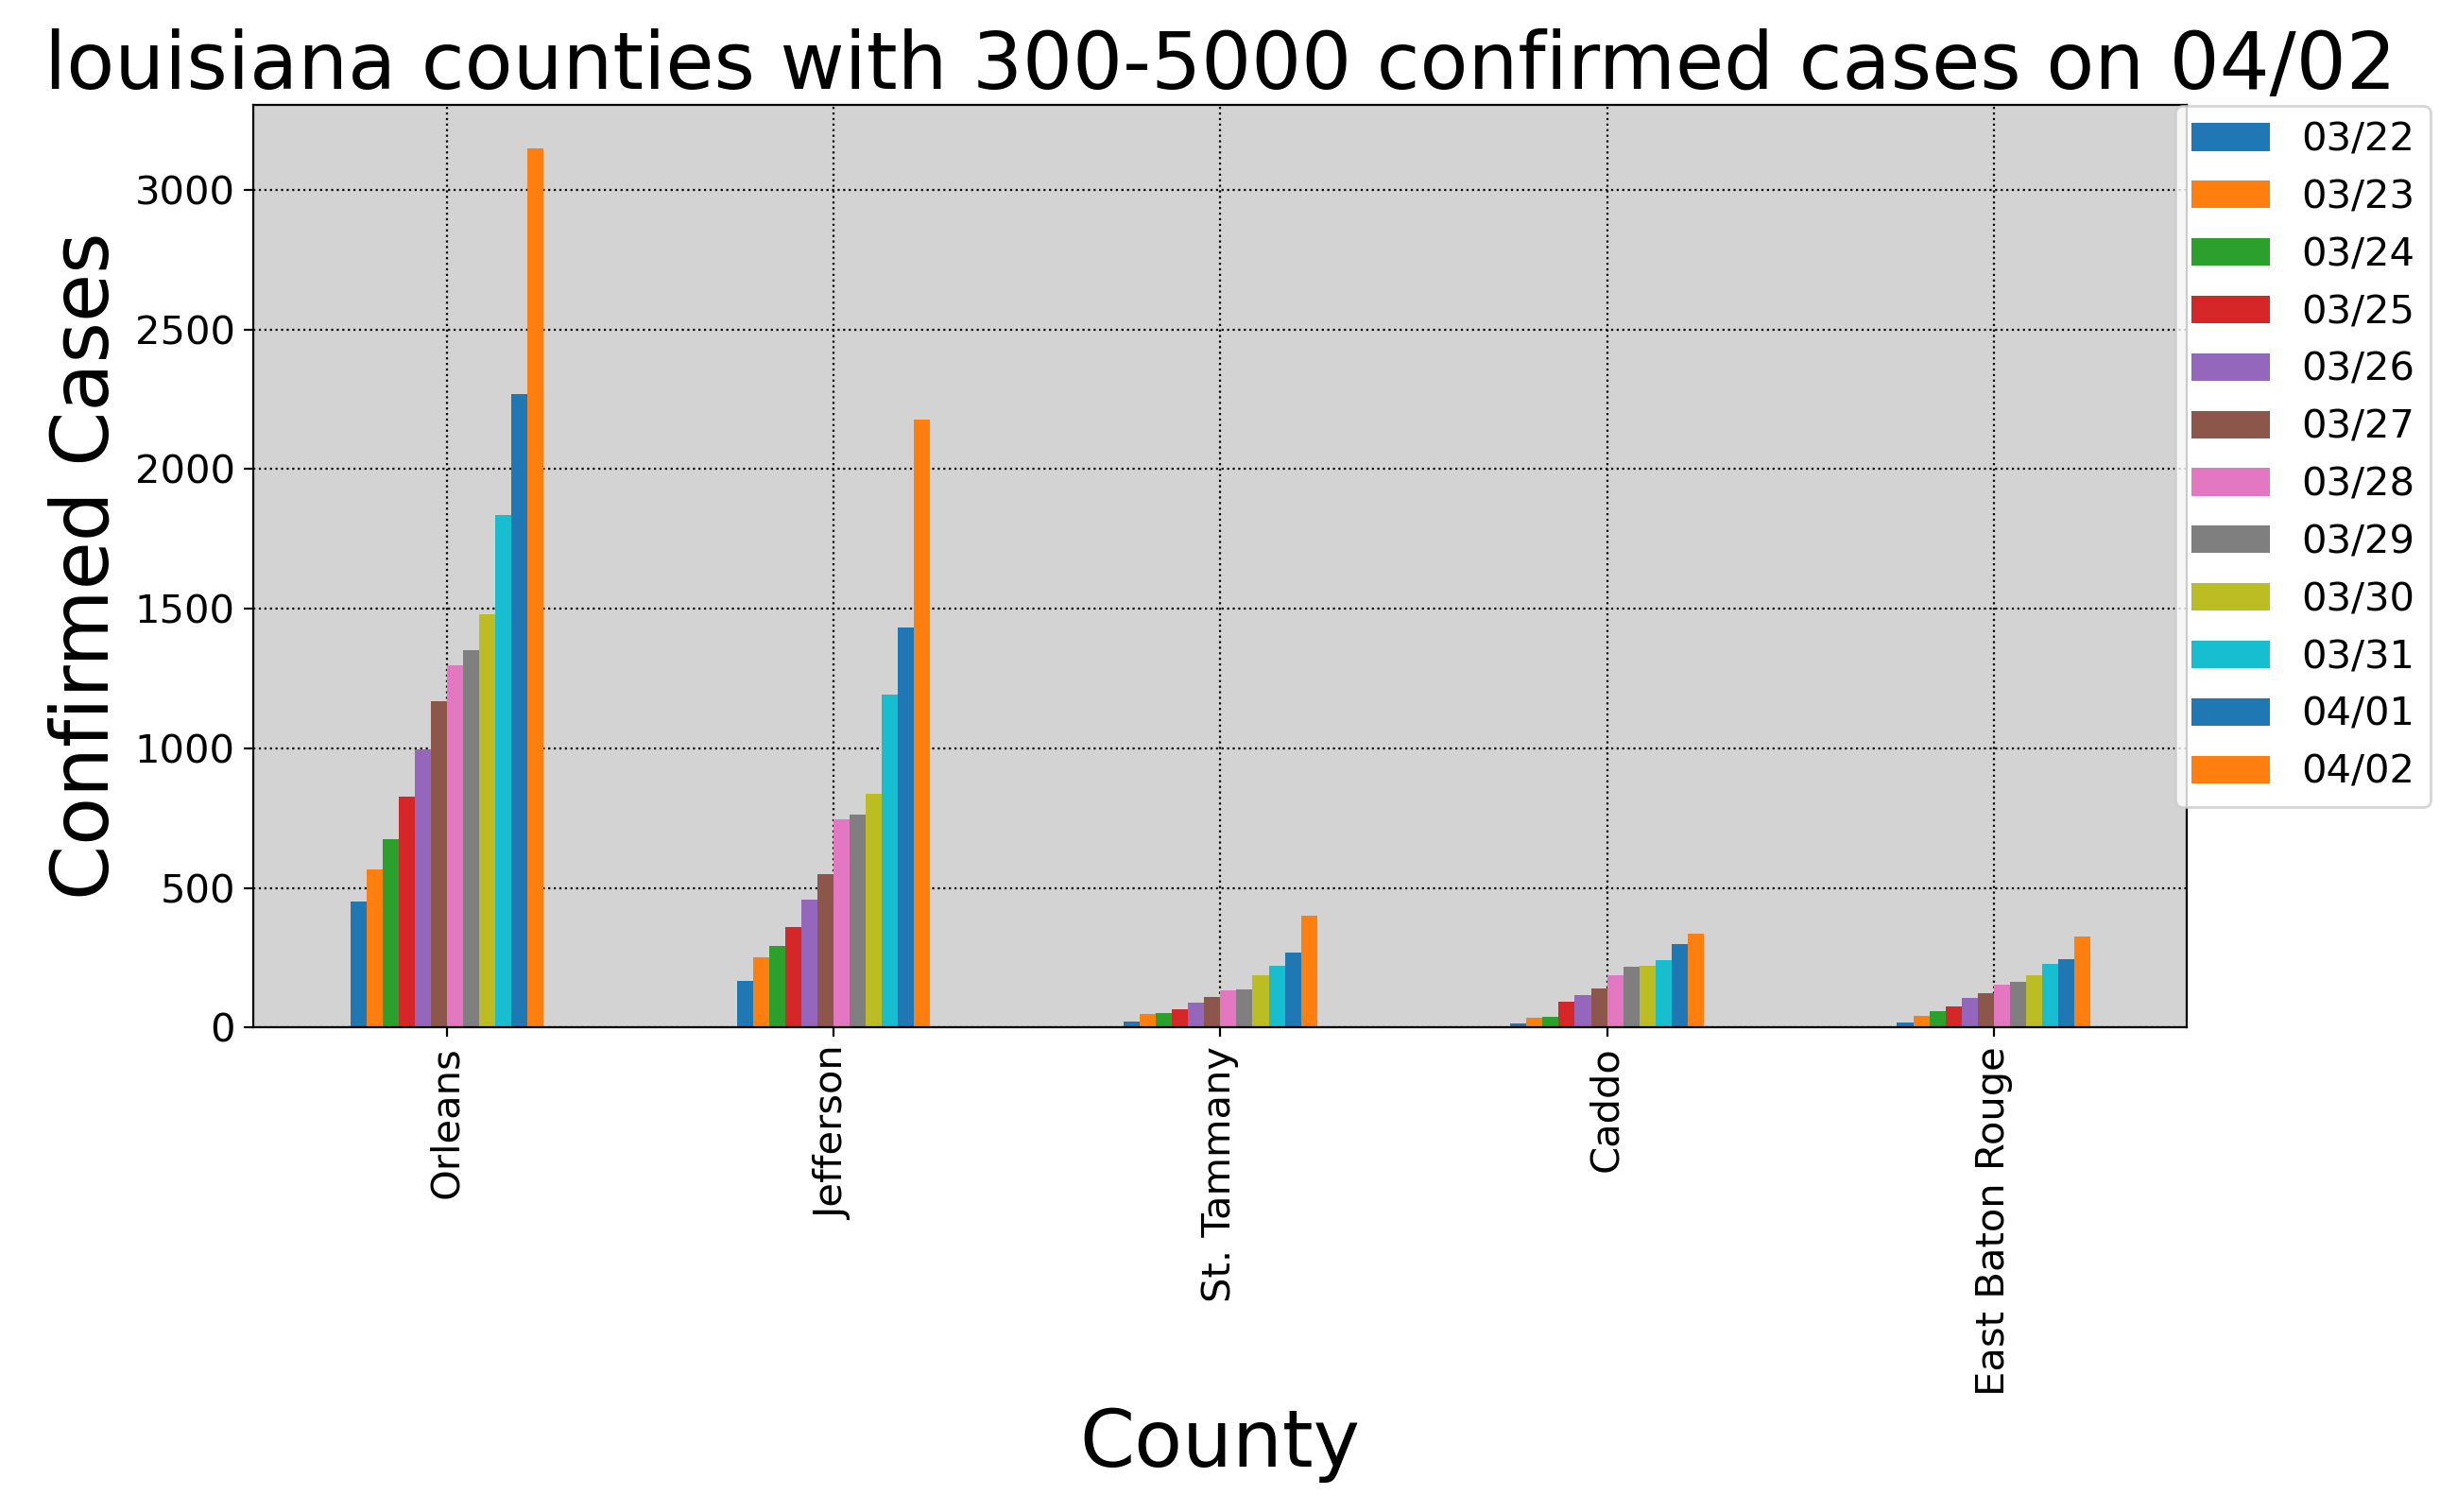 louisiana counties with 300-5000 confirmed cases on 04/02
Confirmed Cases
3000
2500
2000
1500
1000
500
0
03/22
03/23
03/24
03/25
03/26
03/27
03/28
03/29
03/30
03/31
04/01
04/02
Orleans
Jefferson
St. Tammany
Caddo
East Baton Rouge
County